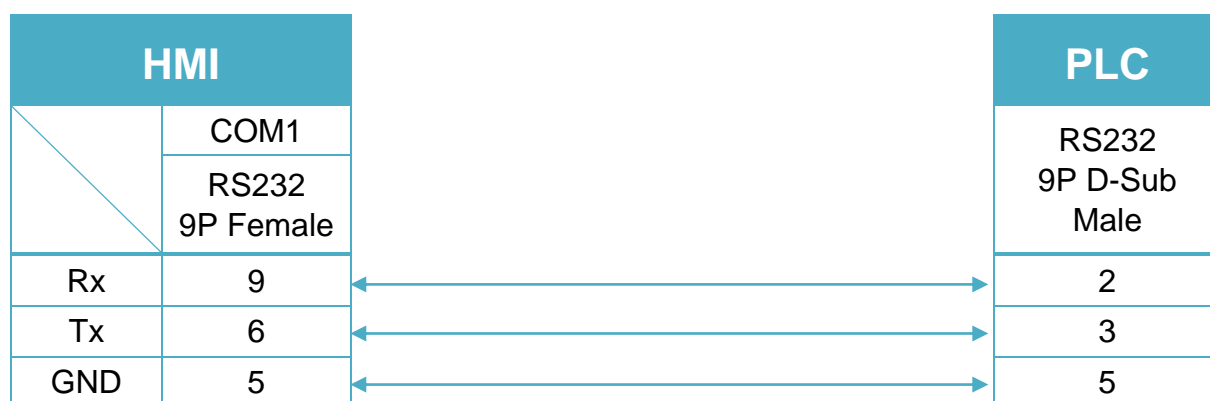 HMI
PLC
COM1
RS232
9P Female
RS232
9P D-Sub
Male
Rx 9 2
Tx 6 3
GND 5 5